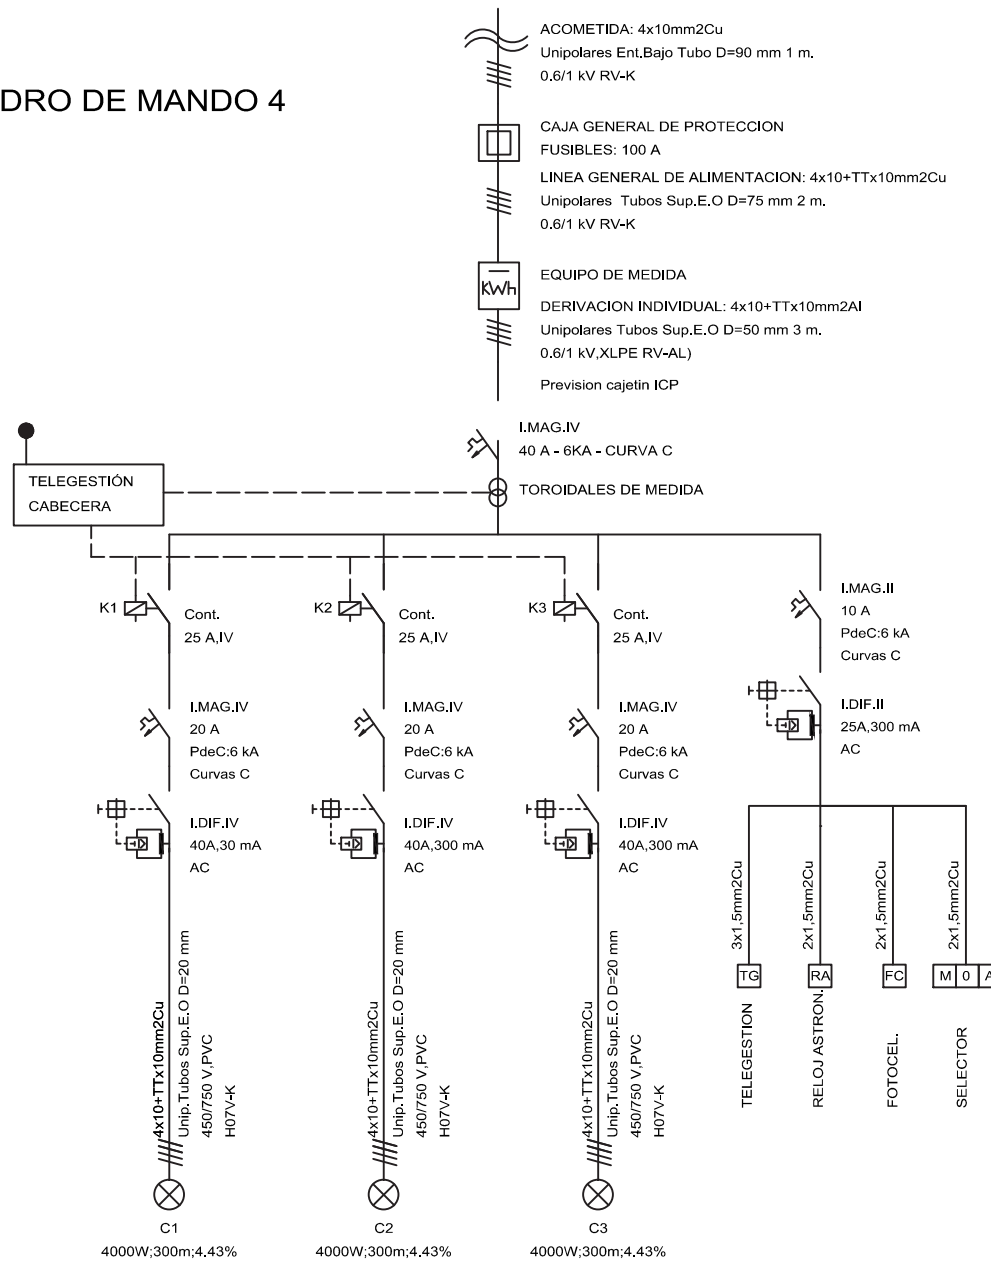 DRO DE MANDO 4
ACOMETIDA: 4x10mm2Cu
Unipolares Ent.Bajo Tubo D=90 mm 1 m.
0.6/1 kV RV-K
CAJA GENERAL DE PROTECCION
FUSIBLES: 100 A
LINEA GENERAL DE ALIMENTACION: 4x10+TTx10mm2Cu
Unipolares Tubos Sup.E.O D=75 mm 2 m.
0.6/1 kV RV-K
KWh
EQUIPO DE MEDIDA
DERIVACION INDIVIDUAL: 4x10+TTx10mm2Al
Unipolares Tubos Sup.E.O D=50 mm 3 m.
0.6/1 kV,XLPE RV-AL)
Prevision cajetin ICP
I.MAG.IV
40 A - 6KA - CURVA C
TELEGESTIÓN
CABECERA
TOROIDALES DE MEDIDA
K1
Cont.
25 A,IV
K2
Cont.
25 A,IV
K3
Cont.
25 A,IV
I.MAG.II
10 A
PdeC:6 kA
Curvas C
I.MAG.IV
20 A
PdeC:6 kA
Curvas C
I.MAG.IV
20 A
PdeC:6 kA
Curvas C
I.MAG.IV
20 A
PdeC:6 kA
Curvas C
I.DIF.II
25A,300 mA
AC
I.DIF.IV
40A,30 mA
AC
I.DIF.IV
40A,300 mA
AC
I.DIF.IV
40A,300 mA
AC
4x10+TTx10mm2Cu
Unip.Tubos Sup.E.O D=20 mm
450/750 V,PVC
H07V-K
4x10+TTx10mm2Cu
Unip.Tubos Sup.E.O D=20 mm
450/750 V,PVC
H07V-K
4x10+TTx10mm2Cu
Unip.Tubos Sup.E.O D=20 mm
450/750 V,PVC
H07V-K
3x1,5mm2Cu
2x1,5mm2Cu
2x1,5mm2Cu
2x1,5mm2Cu
TG
RA
FC
M 0 A
TELEGESTION
RELOJ ASTRON.
FOTOCEL.
SELECTOR
C1
4000W;300m;4.43%
C2
4000W;300m;4.43%
C3
4000W;300m;4.43%